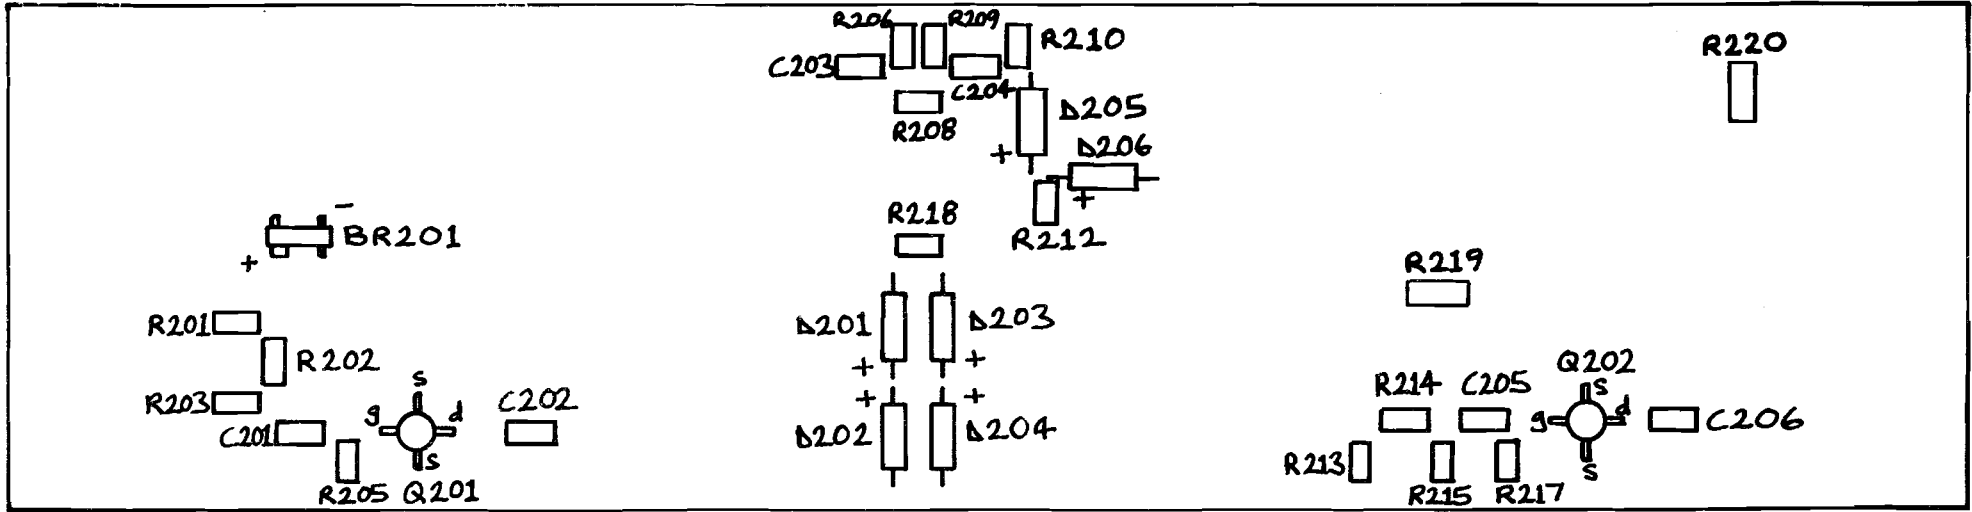 R206
R209
R210
C203
C204
R208
D205
+
D206
+
R212
R220
-
BR201
+
R218
R219
R201
R202
R203
C201
R205
s
g
d
s
Q201
C202
D201
+
D203
+
+
D202
+
D204
R214
C205
Q202
s
g
d
s
C206
R213
R215
R217